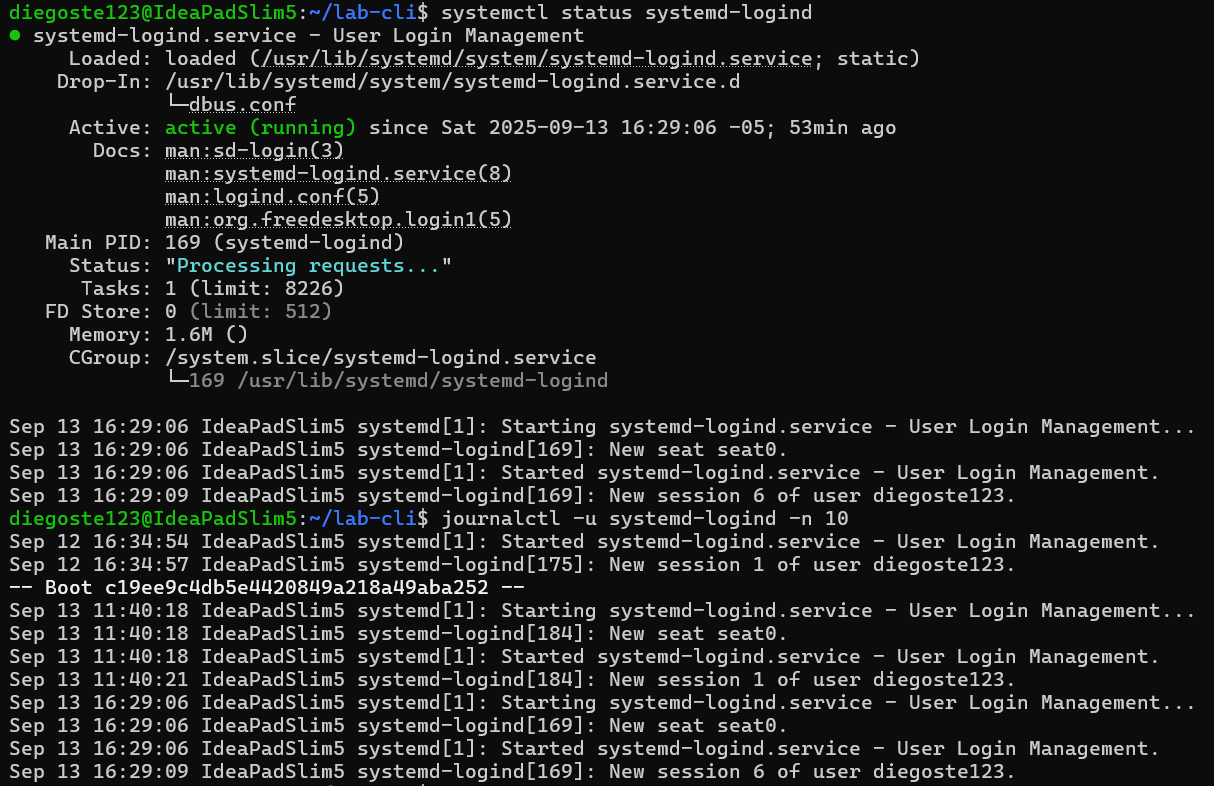 diegoste123@IdeaPadSlim5:~/lab-cli$ systemctl status systemd-logind
● systemd-logind.service - User Login Management
     Loaded: loaded (/usr/lib/systemd/system/systemd-logind.service; static)
    Drop-In: /usr/lib/systemd/system/systemd-logind.service.d
             └─dbus.conf
     Active: active (running) since Sat 2025-09-13 16:29:06 -05; 53min ago
       Docs: man:sd-login(3)
             man:systemd-logind.service(8)
             man:logind.conf(5)
             man:org.freedesktop.login1(5)
   Main PID: 169 (systemd-logind)
     Status: "Processing requests..."
      Tasks: 1 (limit: 8226)
   FD Store: 0 (limit: 512)
     Memory: 1.6M ()
     CGroup: /system.slice/systemd-logind.service
             └─169 /usr/lib/systemd/systemd-logind

Sep 13 16:29:06 IdeaPadSlim5 systemd[1]: Starting systemd-logind.service - User Login Management...
Sep 13 16:29:06 IdeaPadSlim5 systemd-logind[169]: New seat seat0.
Sep 13 16:29:06 IdeaPadSlim5 systemd[1]: Started systemd-logind.service - User Login Management.
Sep 13 16:29:09 IdeaPadSlim5 systemd-logind[169]: New session 6 of user diegoste123.
diegoste123@IdeaPadSlim5:~/lab-cli$ journalctl -u systemd-logind -n 10
Sep 12 16:34:54 IdeaPadSlim5 systemd[1]: Started systemd-logind.service - User Login Management.
Sep 12 16:34:57 IdeaPadSlim5 systemd-logind[175]: New session 1 of user diegoste123.
-- Boot c19ee9c4db5e4420849a218a49aba252 --
Sep 13 11:40:18 IdeaPadSlim5 systemd[1]: Starting systemd-logind.service - User Login Management...
Sep 13 11:40:18 IdeaPadSlim5 systemd-logind[184]: New seat seat0.
Sep 13 11:40:18 IdeaPadSlim5 systemd[1]: Started systemd-logind.service - User Login Management.
Sep 13 11:40:21 IdeaPadSlim5 systemd-logind[184]: New session 1 of user diegoste123.
Sep 13 16:29:06 IdeaPadSlim5 systemd[1]: Starting systemd-logind.service - User Login Management...
Sep 13 16:29:06 IdeaPadSlim5 systemd-logind[169]: New seat seat0.
Sep 13 16:29:06 IdeaPadSlim5 systemd[1]: Started systemd-logind.service - User Login Management.
Sep 13 16:29:09 IdeaPadSlim5 systemd-logind[169]: New session 6 of user diegoste123.